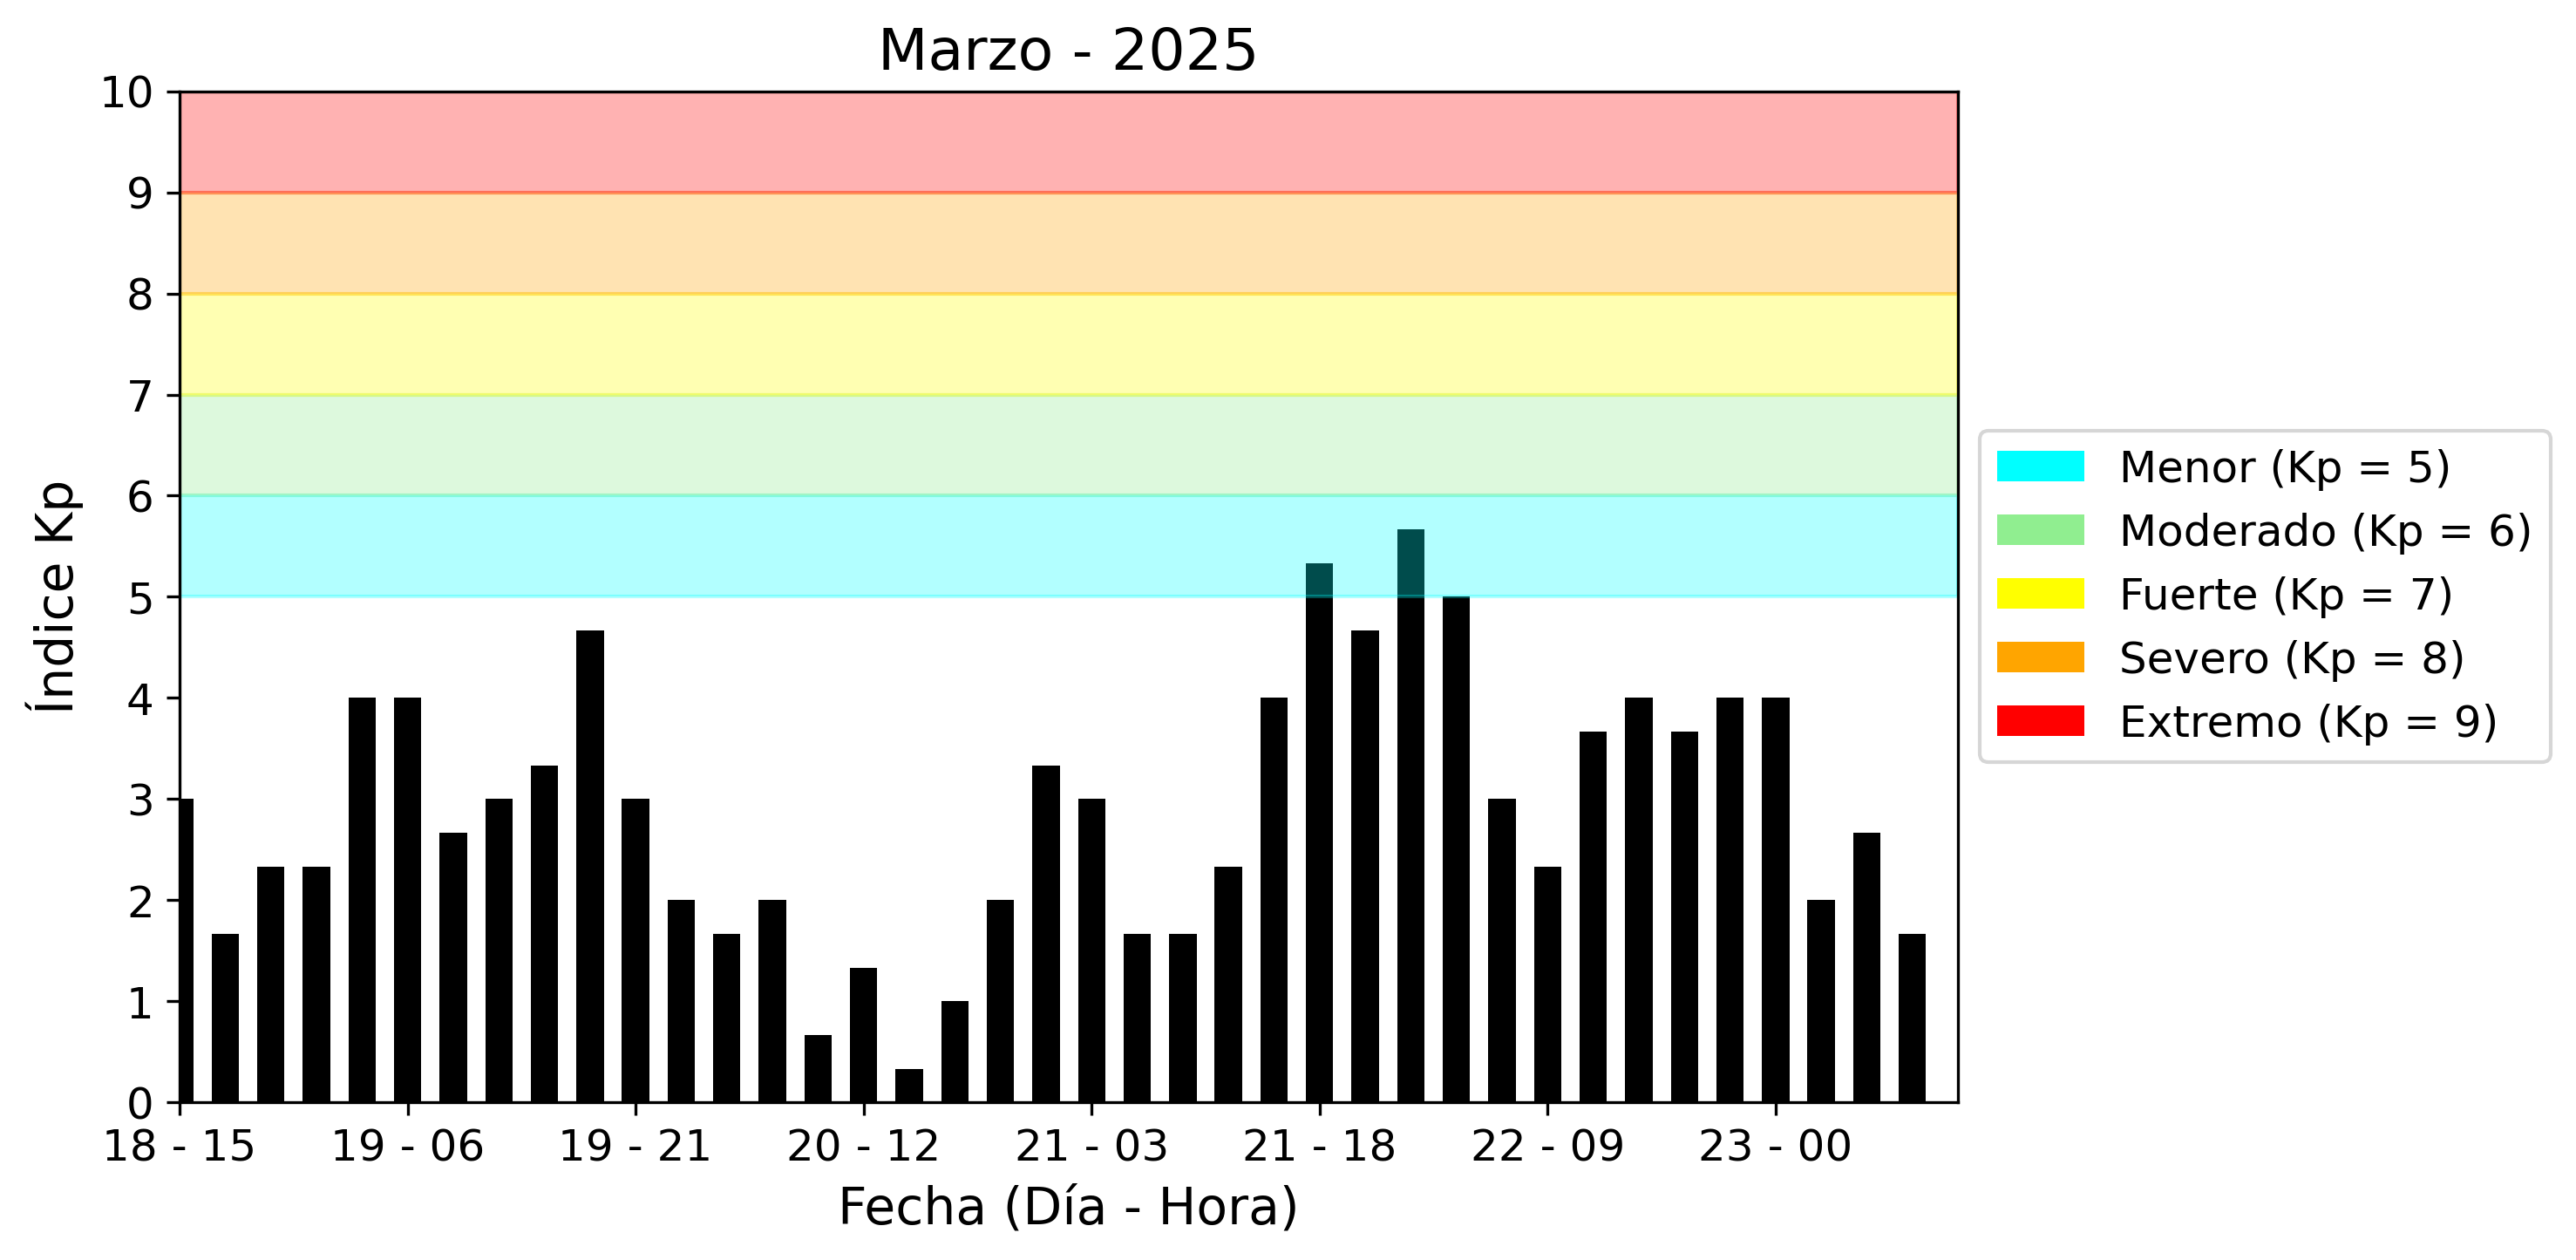 Marzo - 2025
Índice Kp
10
9
8
7
6
5
4
3
2
1
0
18 - 15
19 - 06
19 - 21
20 - 12
21 - 03
21 - 18
22 - 09
23 - 00
Fecha (Día - Hora)
Menor (Kp = 5)
Moderado (Kp = 6)
Fuerte (Kp = 7)
Severo (Kp = 8)
Extremo (Kp = 9)